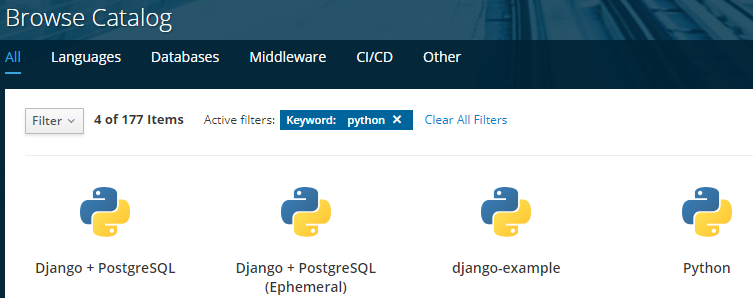 Browse Catalog
All Languages Databases Middleware CI/CD Other
Filter 4 of 177 Items Active filters: Keyword: python ✕ Clear All Filters
Django + PostgreSQL
Django + PostgreSQL
(Ephemeral)
django-example
Python